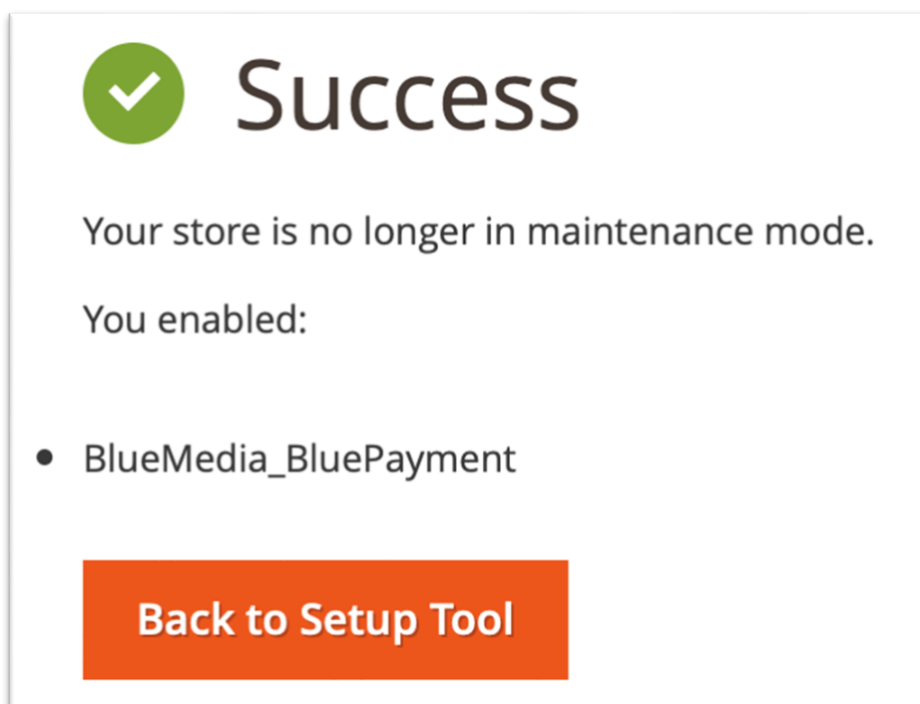 Success
Your store is no longer in maintenance mode.
You enabled:
• BlueMedia_BluePayment
Back to Setup Tool